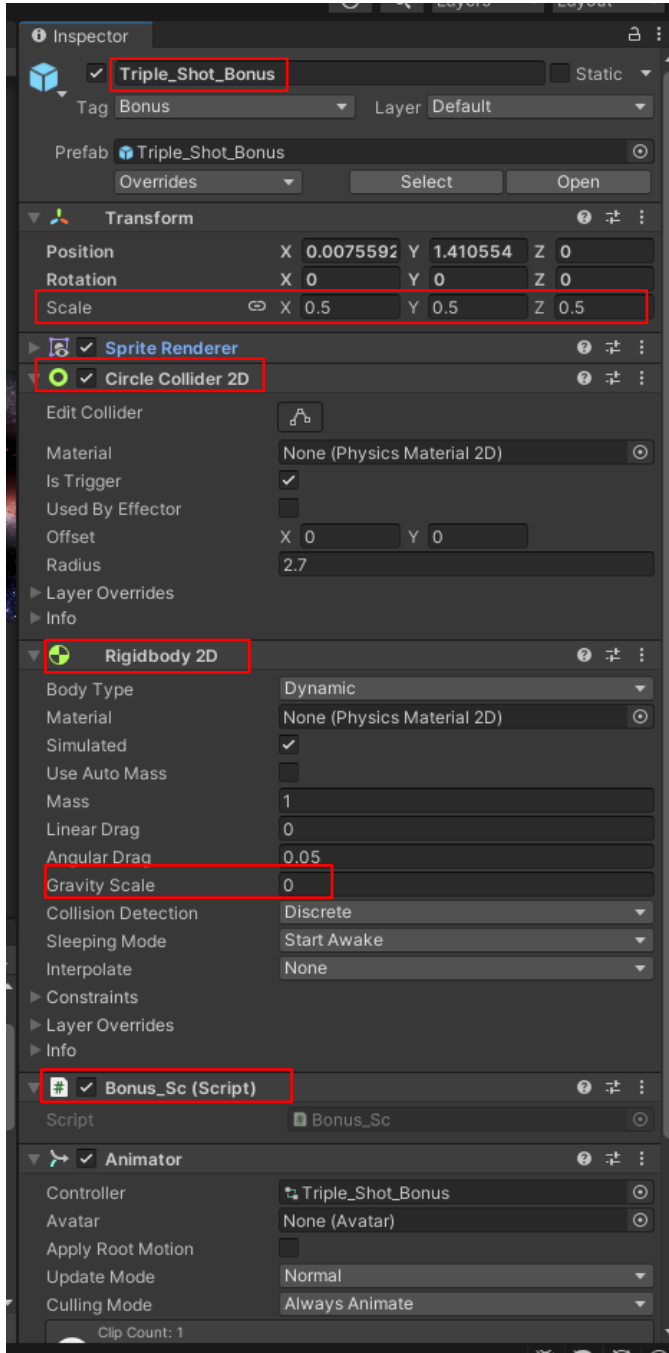 Inspector
Triple_Shot_Bonus Static
Tag Bonus Layer Default
Prefab Triple_Shot_Bonus
Overrides Select Open
Transform
Position X 0.0075592 Y 1.410554 Z 0
Rotation X 0 Y 0 Z 0
Scale X 0.5 Y 0.5 Z 0.5
Sprite Renderer
Circle Collider 2D
Edit Collider
Material None (Physics Material 2D)
Is Trigger
Used By Effector
Offset X 0 Y 0
Radius 2.7
Layer Overrides
Info
Rigidbody 2D
Body Type Dynamic
Material None (Physics Material 2D)
Simulated
Use Auto Mass
Mass 1
Linear Drag 0
Angular Drag 0.05
Gravity Scale 0
Collision Detection Discrete
Sleeping Mode Start Awake
Interpolate None
Constraints
Layer Overrides
Info
# Bonus_Sc (Script)
Script Bonus_Sc
Animator
Controller Triple_Shot_Bonus
Avatar None (Avatar)
Apply Root Motion
Update Mode Normal
Culling Mode Always Animate
Clip Count: 1